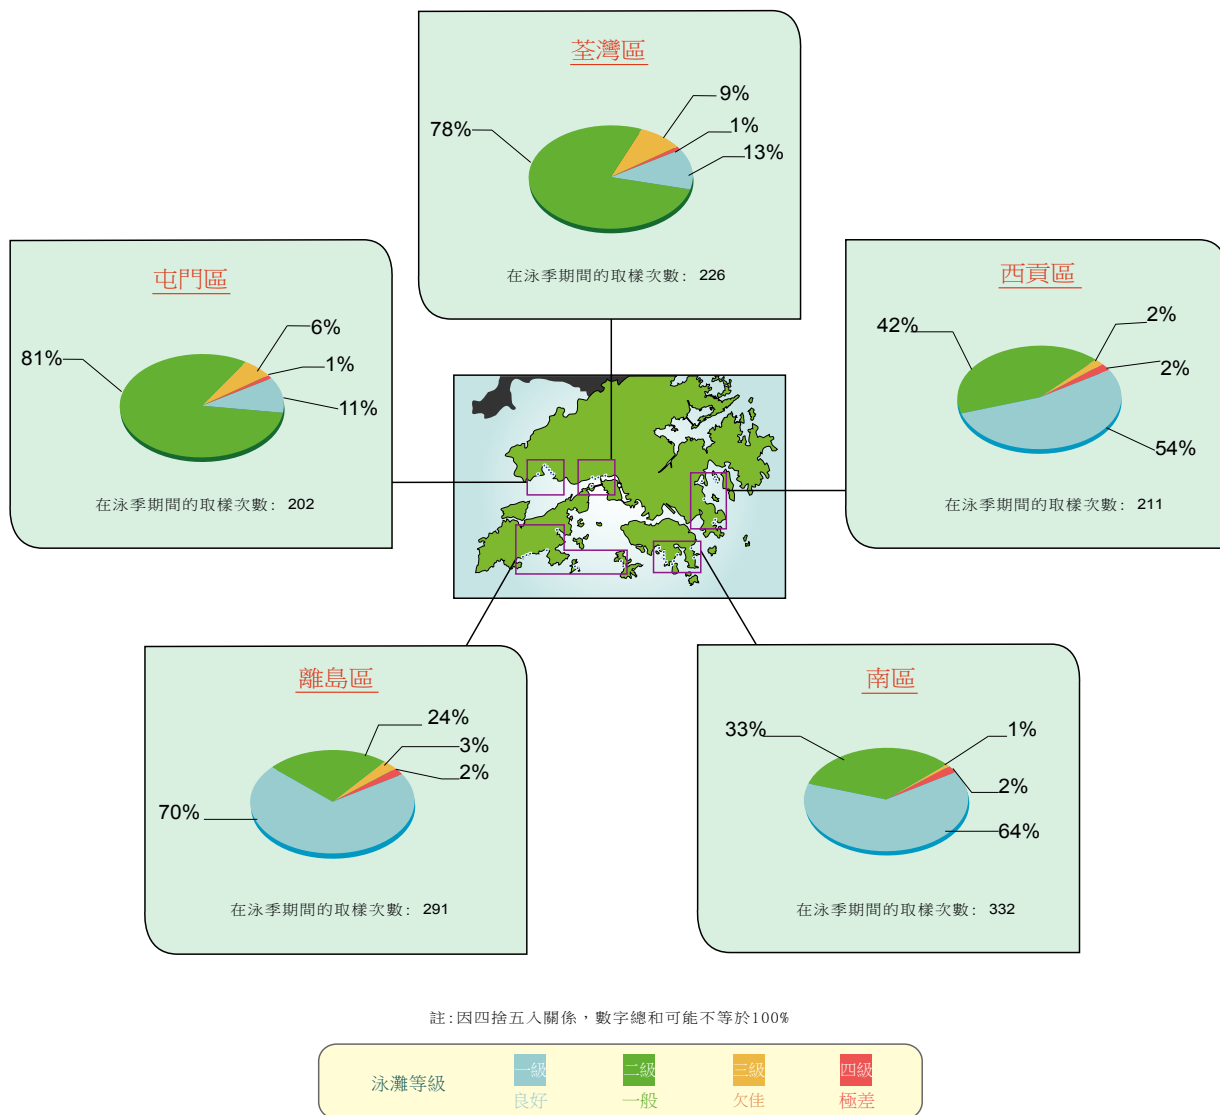 荃灣區
9%
78%
1%
13%
在泳季期間的取樣次數: 226
屯門區
6%
81%
1%
11%
在泳季期間的取樣次數: 202
西貢區
2%
42%
2%
54%
在泳季期間的取樣次數: 211
離島區
24%
3%
2%
70%
在泳季期間的取樣次數: 291
南區
33%
1%
2%
64%
在泳季期間的取樣次數: 332
註:因四捨五入關係，數字總和可能不等於100%
泳灘等級
一級 二級 三級 四級
良好 一般 欠佳 極差